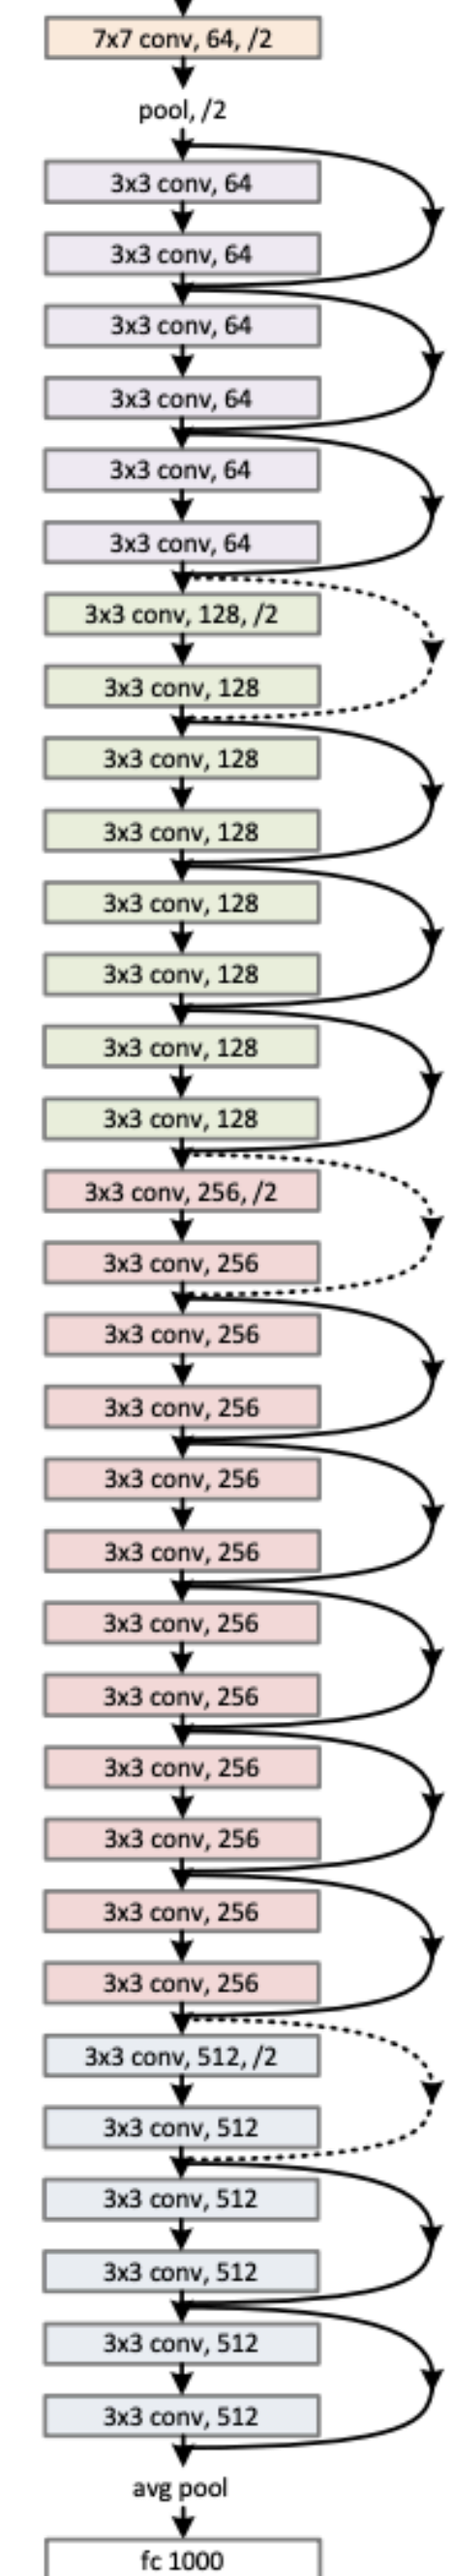 7x7 conv, 64, /2
pool, /2
3x3 conv, 64
3x3 conv, 64
3x3 conv, 64
3x3 conv, 64
3x3 conv, 64
3x3 conv, 64
3x3 conv, 128, /2
3x3 conv, 128
3x3 conv, 128
3x3 conv, 128
3x3 conv, 128
3x3 conv, 128
3x3 conv, 128
3x3 conv, 128
3x3 conv, 256, /2
3x3 conv, 256
3x3 conv, 256
3x3 conv, 256
3x3 conv, 256
3x3 conv, 256
3x3 conv, 256
3x3 conv, 256
3x3 conv, 256
3x3 conv, 256
3x3 conv, 256
3x3 conv, 256
3x3 conv, 512, /2
3x3 conv, 512
3x3 conv, 512
3x3 conv, 512
3x3 conv, 512
3x3 conv, 512
avg pool
fc 1000